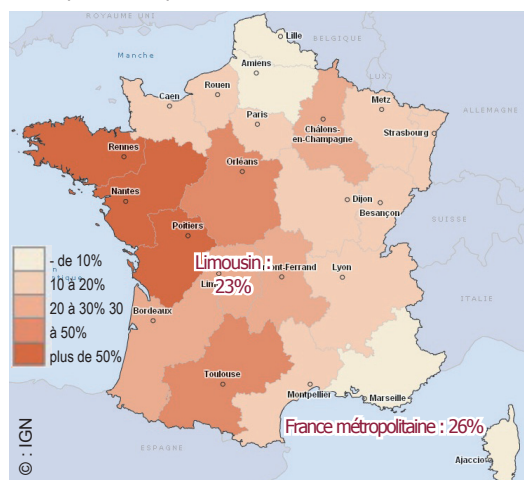 ROYAUME UNI
BELGIQUE
Lille
Manche
Amiens
LUX
ALLEMAGNE
Rouen
Caen
Metz
Paris
Châlons-
en-Champagne
Strasbourg
Rennes
Orléans
Nantes
Dijon
Besançon
SUISSE
Poitiers
- de 10%
10 à 20%
20 à 30% 30
à 50%
plus de 50%
Limousin :
23%
Lyon
ITALIE
Bordeaux
Toulouse
Montpellier
Marseille
France métropolitaine : 26%
ESPAGNE
Ajaccio
© : IGN